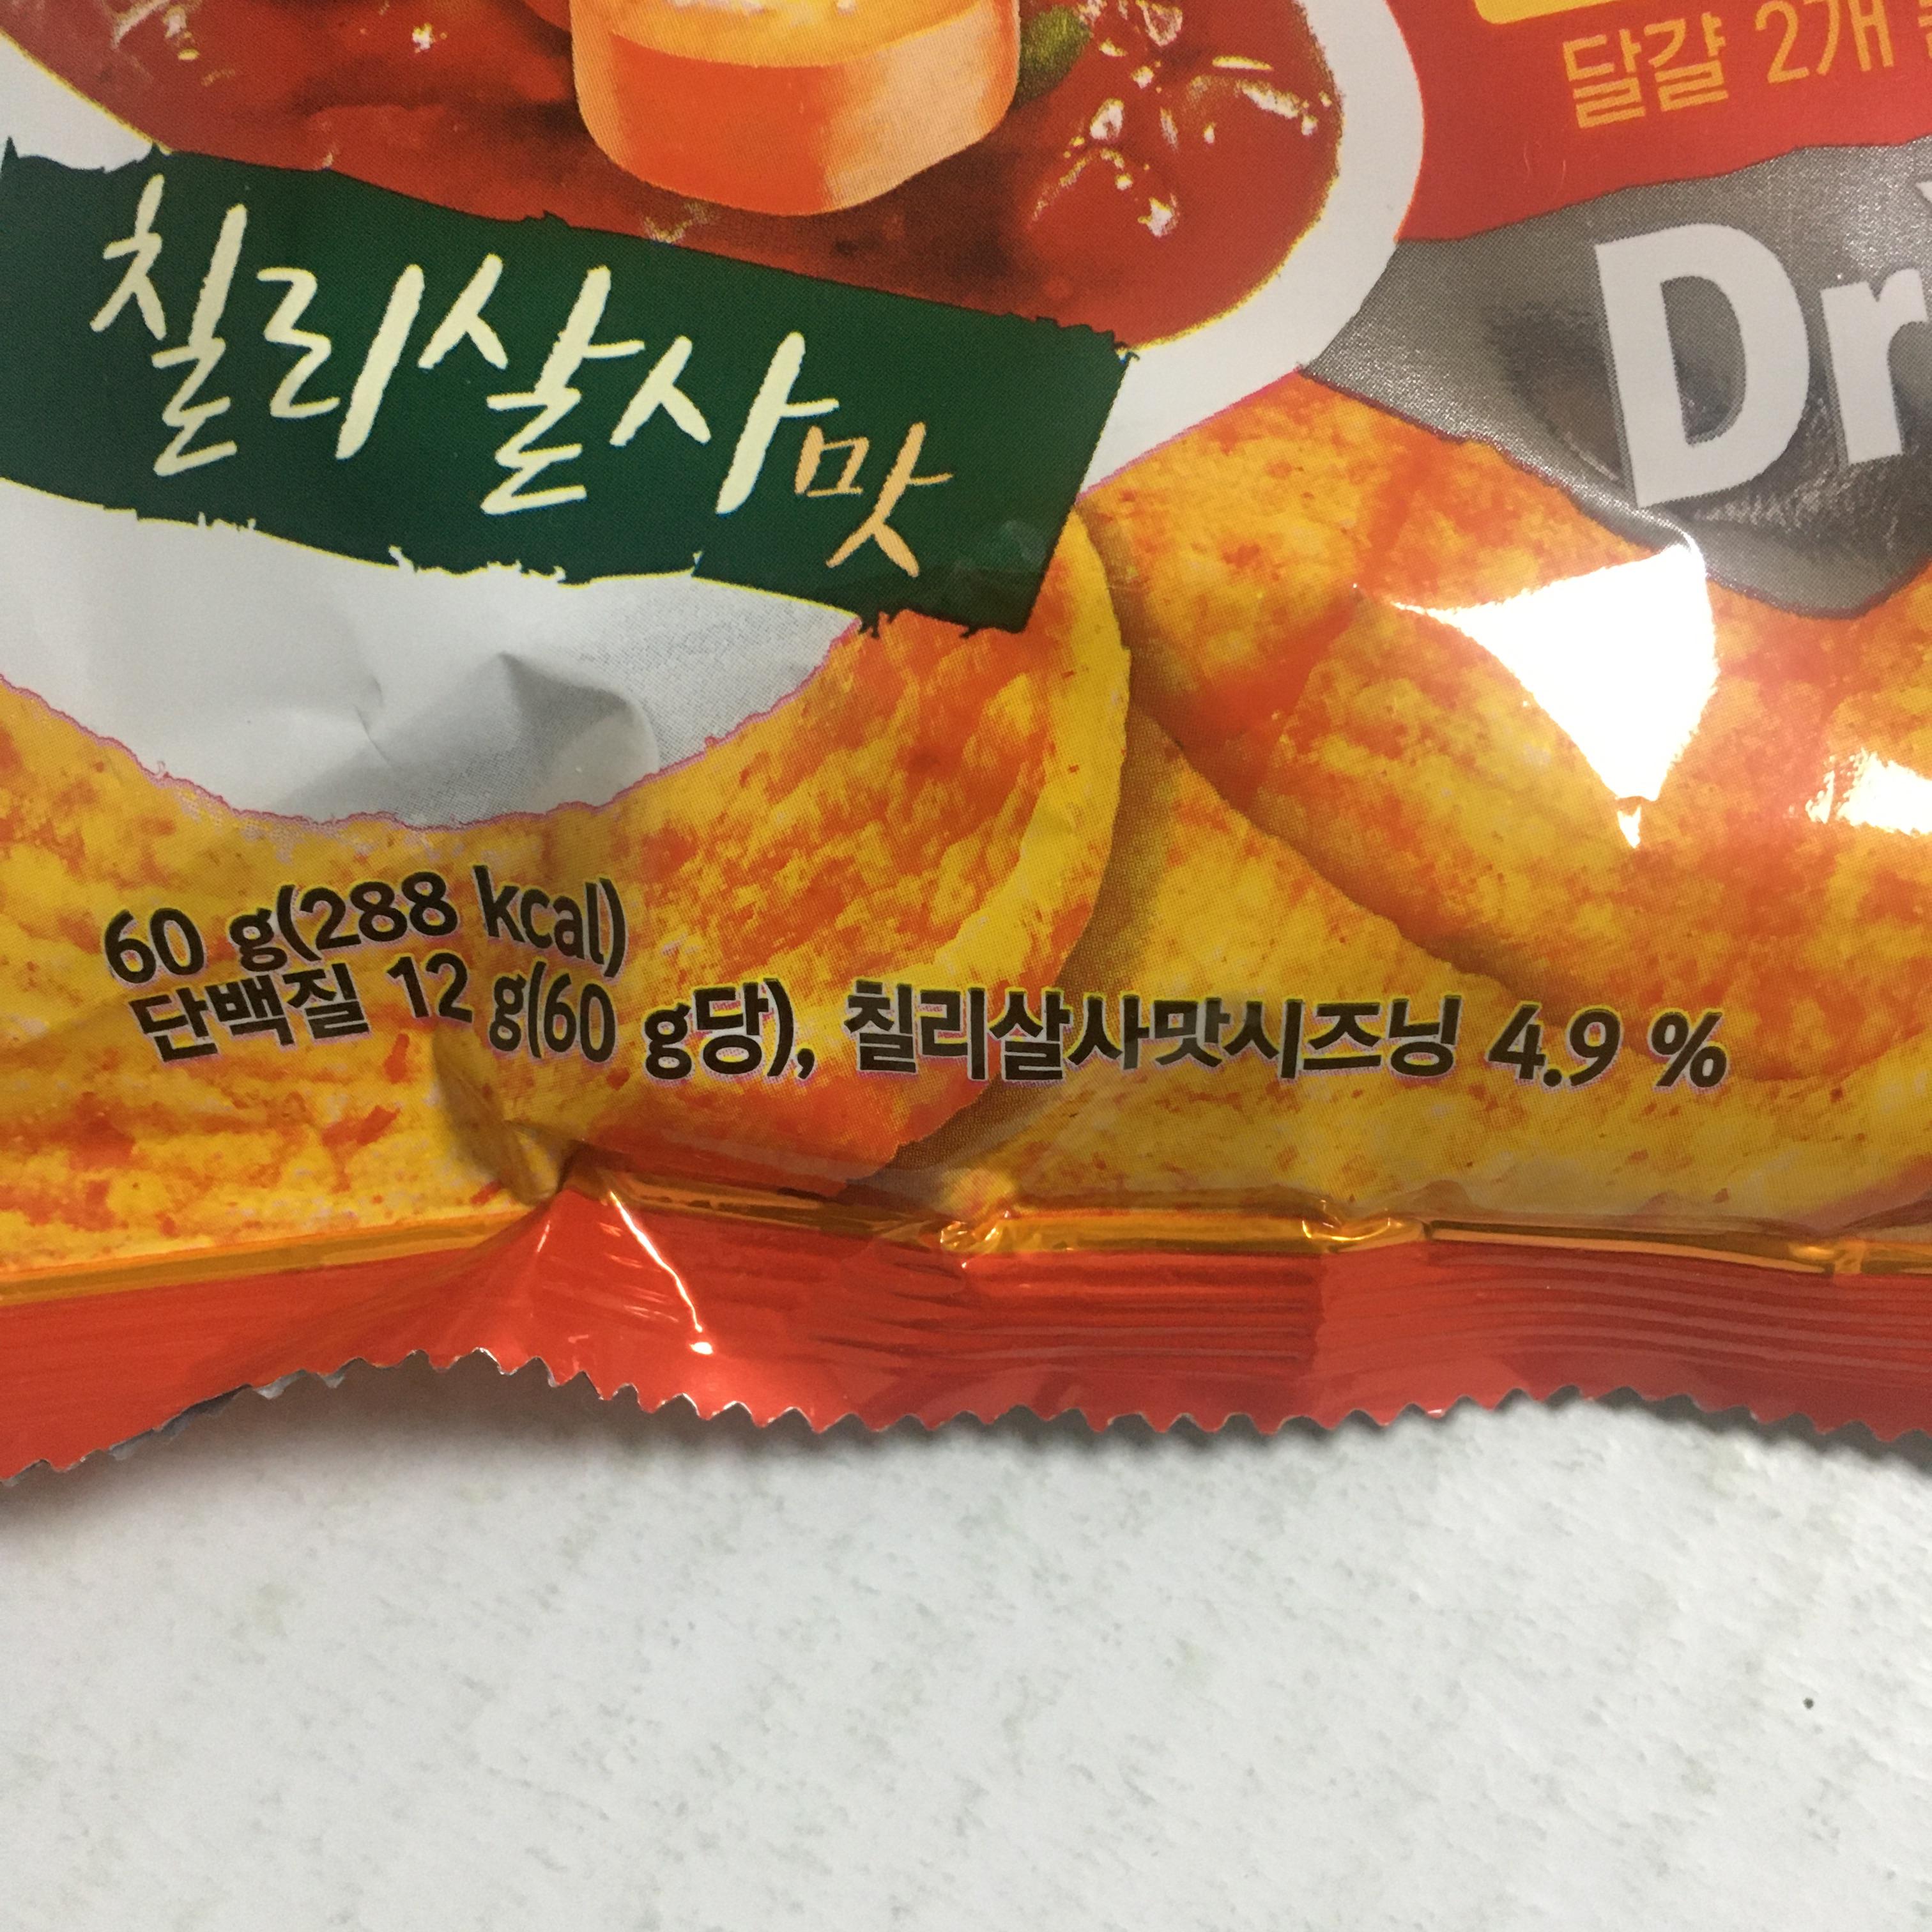 달걀 2개
칠리살사맛
60 g(288 kcal)
단백질 12 g(60 g당), 칠리살사맛시즈닝 4.9 %